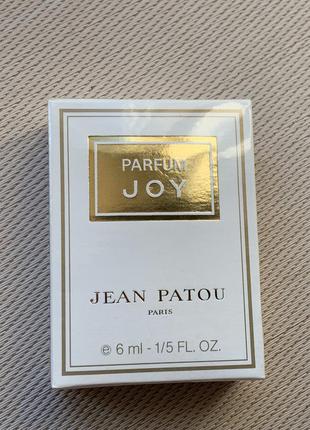 PARFUM
JOY
JEAN PATOU
PARIS
℮ 6 ml - 1/5 FL. OZ.